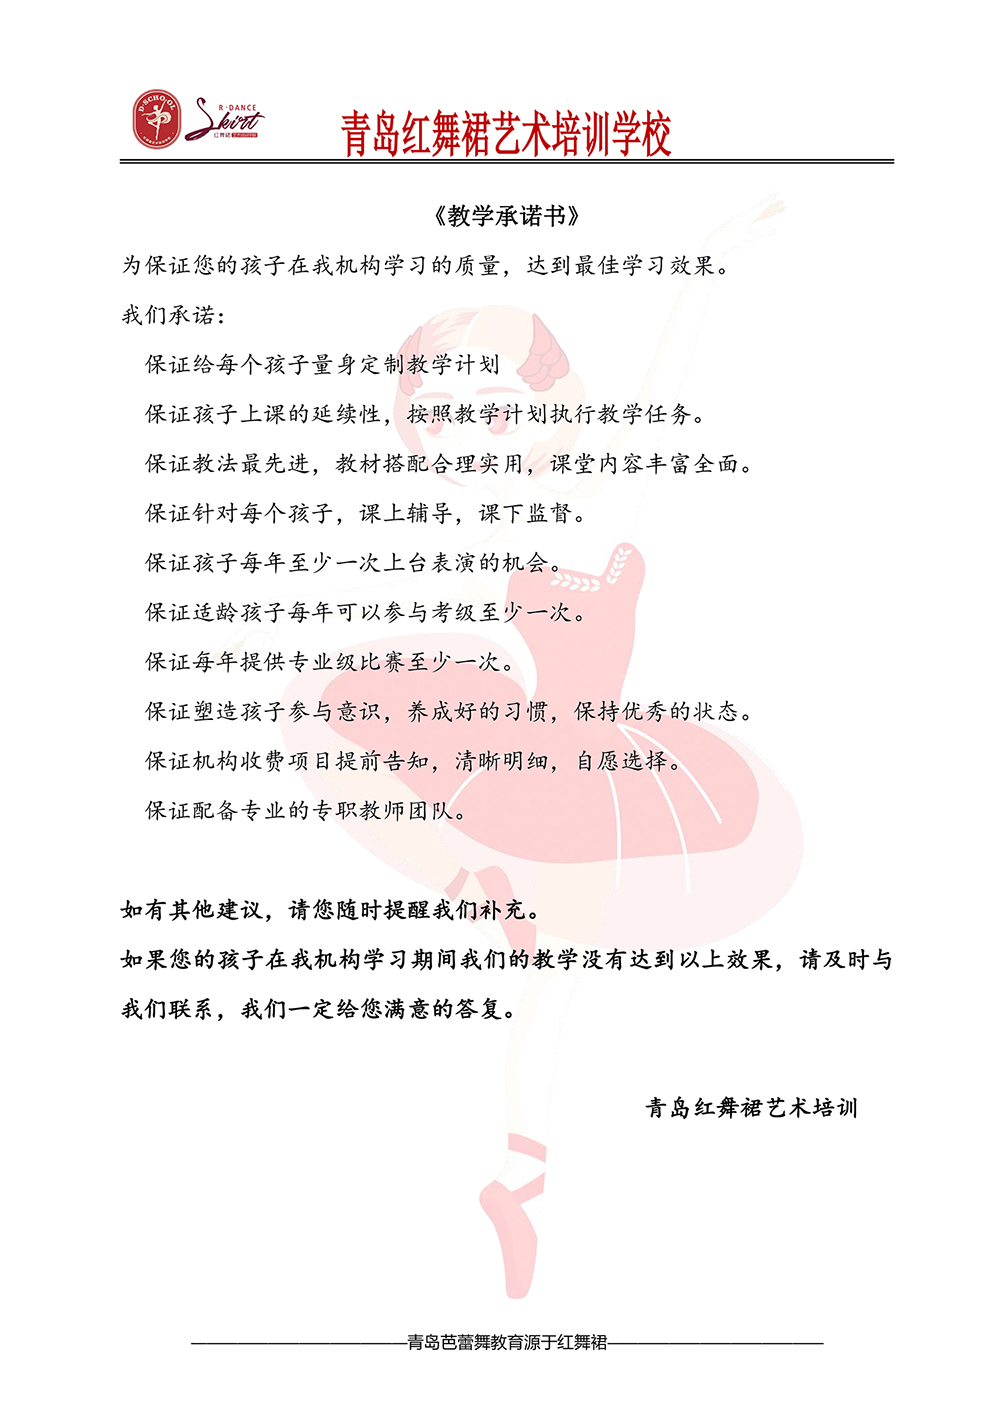 D·SCHOOL
R·DANCE
Skirt
红舞裙
青岛红舞裙艺术培训学校
《教学承诺书》
为保证您的孩子在我机构学习的质量，达到最佳学习效果。
我们承诺：
保证给每个孩子量身定制教学计划
保证孩子上课的延续性，按照教学计划执行教学任务。
保证教法最先进，教材搭配合理实用，课堂内容丰富全面。
保证针对每个孩子，课上辅导，课下监督。
保证孩子每年至少一次上台表演的机会。
保证适龄孩子每年可以参与考级至少一次。
保证每年提供专业级比赛至少一次。
保证塑造孩子参与意识，养成好的习惯，保持优秀的状态。
保证机构收费项目提前告知，清晰明细，自愿选择。
保证配备专业的专职教师团队。
如有其他建议，请您随时提醒我们补充。
如果您的孩子在我机构学习期间我们的教学没有达到以上效果，请及时与
我们联系，我们一定给您满意的答复。
青岛红舞裙艺术培训
————————————青岛芭蕾舞教育源于红舞裙————————————